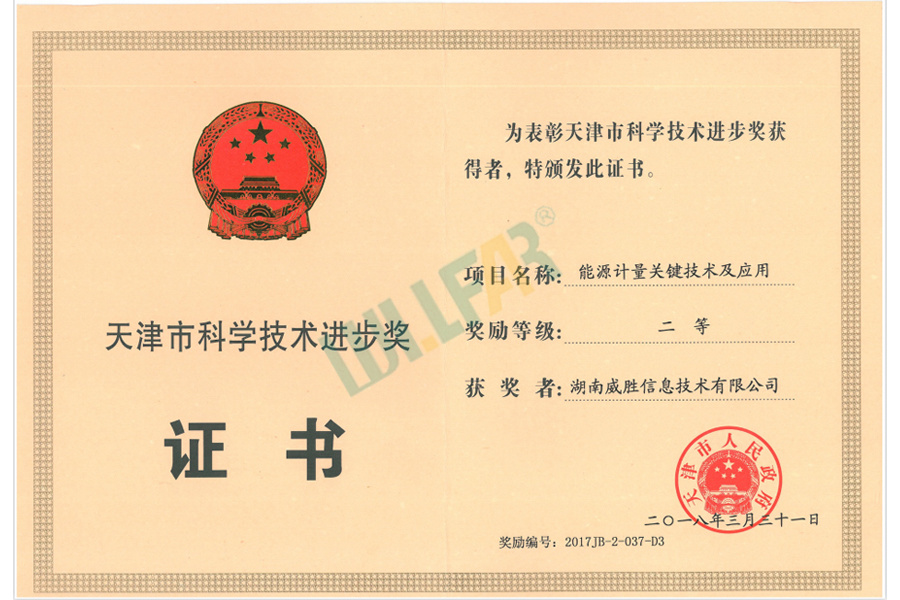 天津市科学技术进步奖
证 书
为表彰天津市科学技术进步奖获
得者，特颁发此证书。
项目名称: 能源计量关键技术及应用
奖励等级: 二 等
获 奖 者: 湖南威胜信息技术有限公司
天津市人民政府
二〇一八年三月三十一日
奖励编号: 2017JB-2-037-D3
WILLFAR®